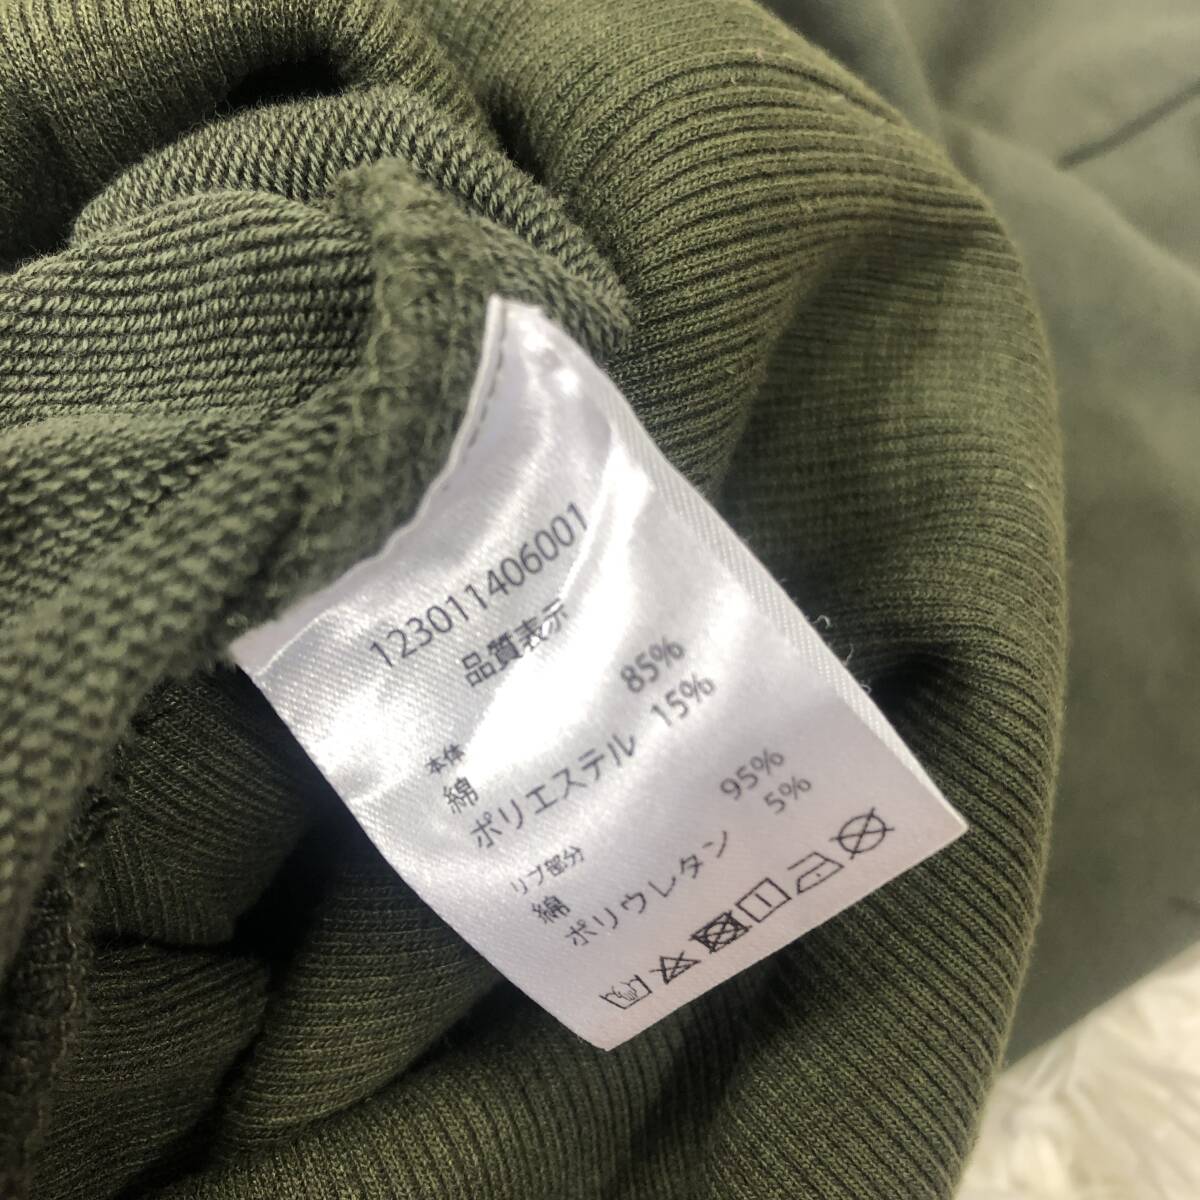 123011406001
品質表示
本体
綿 85%
ポリエステル 15%
リブ部分
綿 95%
ポリウレタン 5%